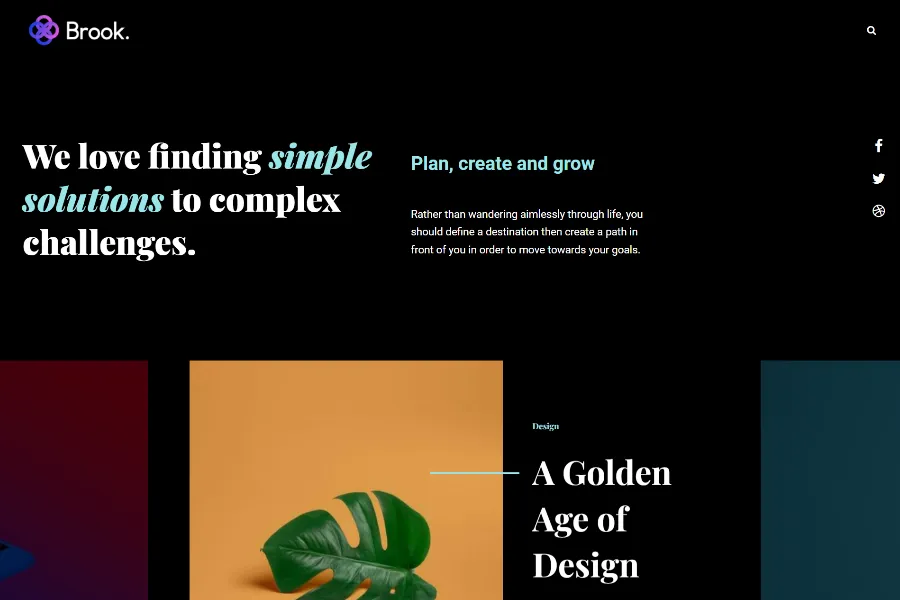 Brook.
We love finding simple
solutions to complex
challenges.
Plan, create and grow
Rather than wandering aimlessly through life, you
should define a destination then create a path in
front of you in order to move towards your goals.
Design
A Golden
Age of
Design